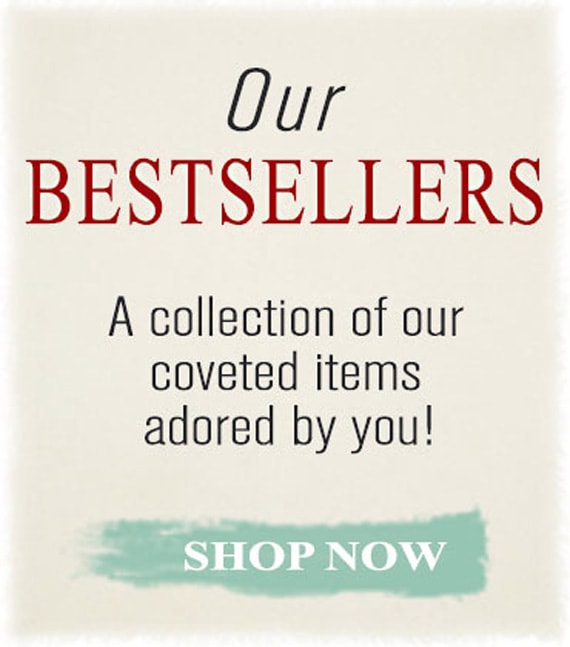 Our
BESTSELLERS
A collection of our
coveted items
adored by you!
SHOP NOW